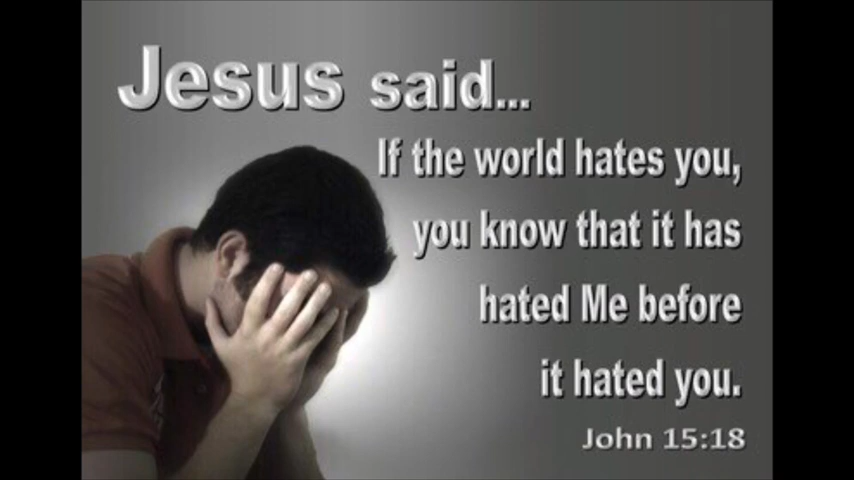 Jesus said...
If the world hates you,
you know that it has
hated Me before
it hated you.
John 15:18